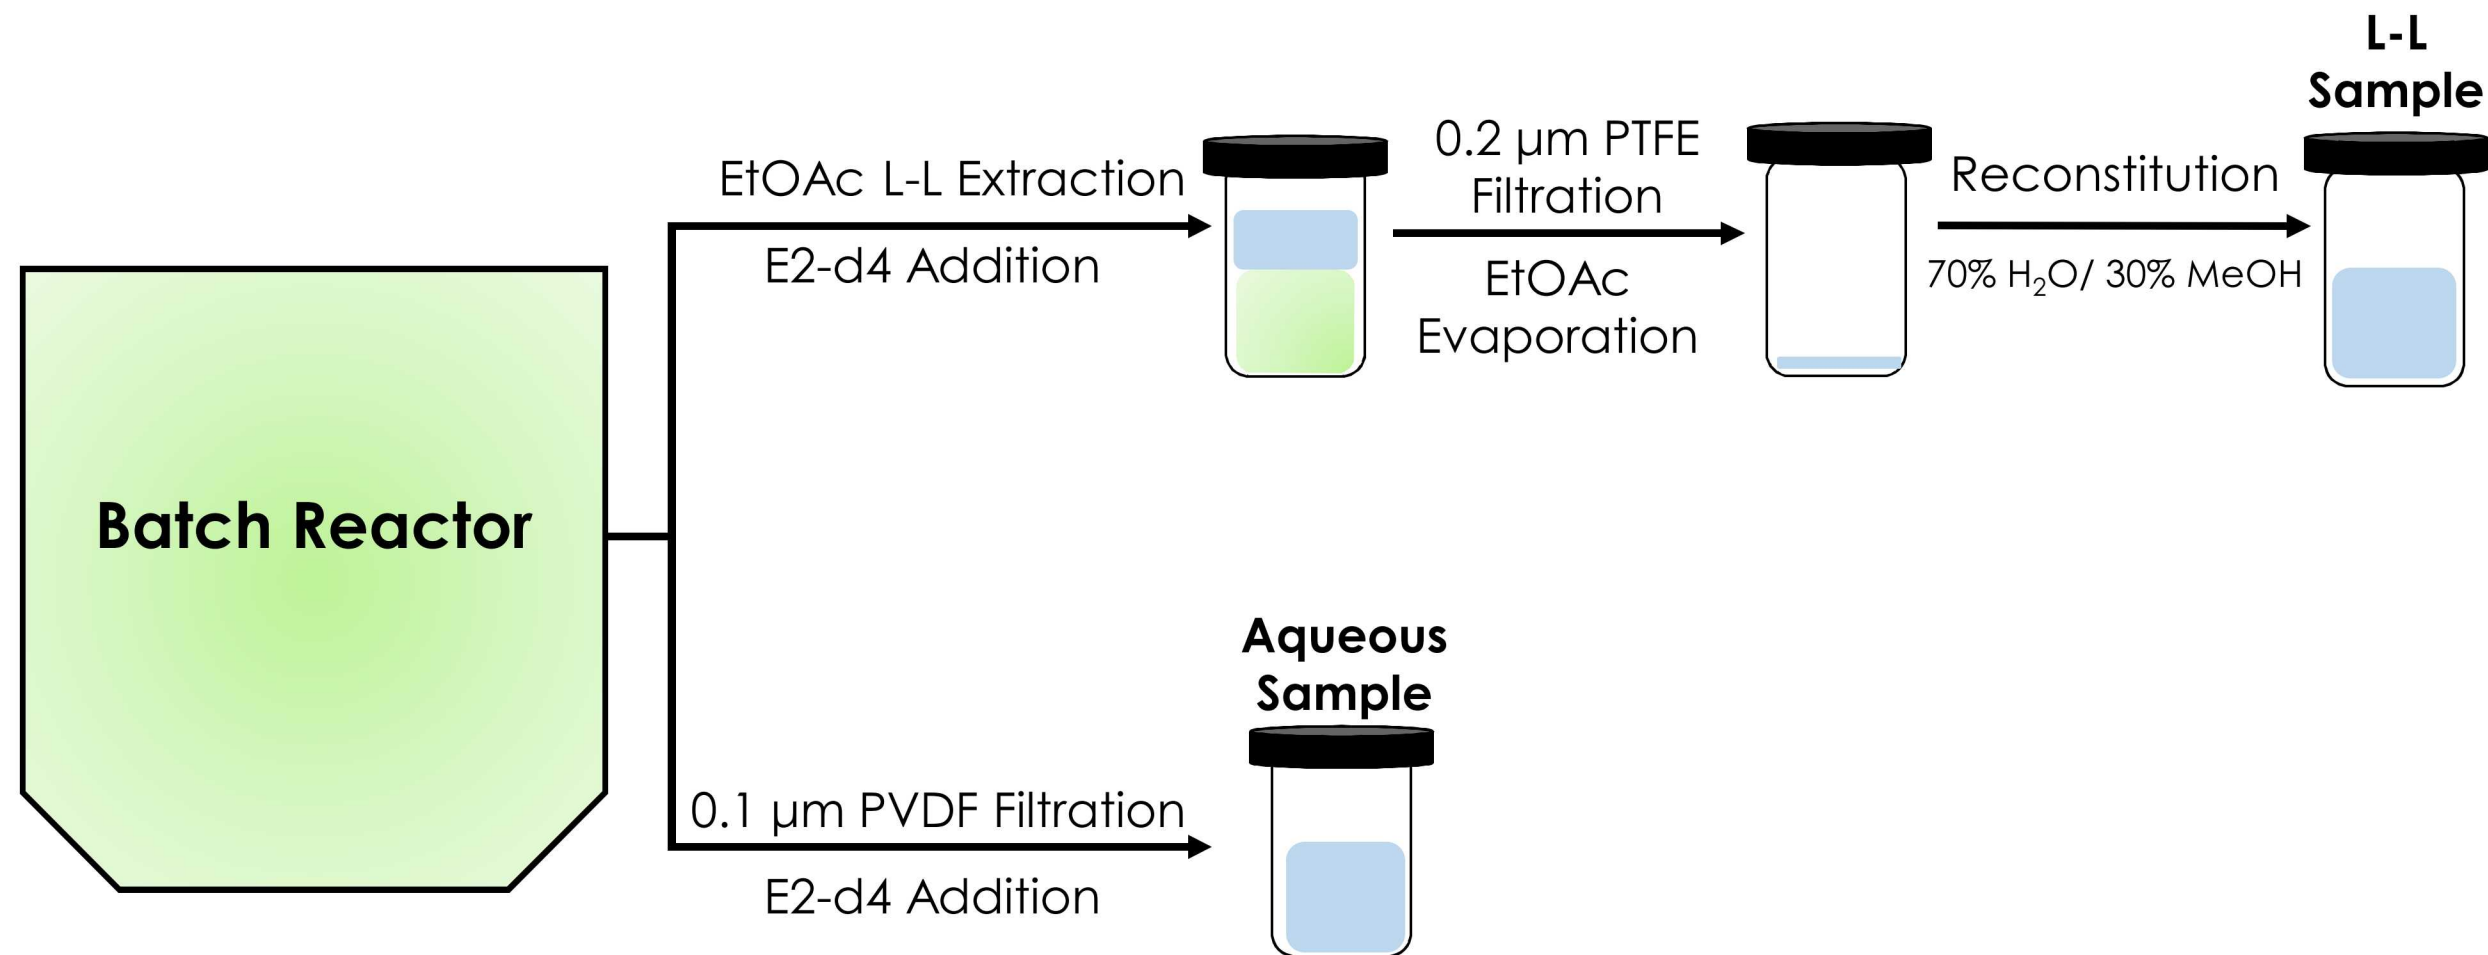 Batch Reactor
EtOAc L-L Extraction
E2-d4 Addition
0.2 µm PTFE
Filtration
EtOAc
Evaporation
Reconstitution
70% H₂O/ 30% MeOH
L-L
Sample
0.1 µm PVDF Filtration
E2-d4 Addition
Aqueous
Sample